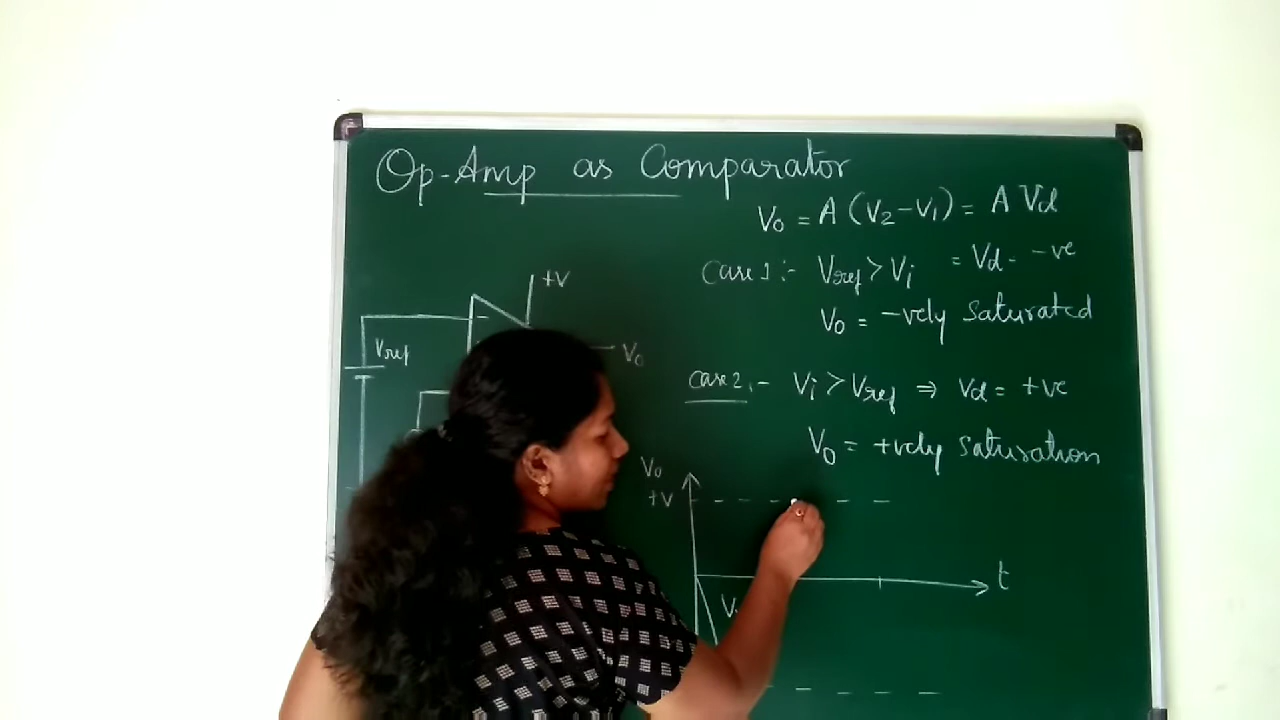 Op-Amp as Comparator
V₀ = A (V₂-V₁) = A Vd
Case 1 :- Vref > Vi = Vd - -ve
V₀ = -vely saturated
+V
Vref
V₀
Case 2 :- Vi > Vref ⇒ Vd = +ve
V₀ = +vely saturation
V₀
+V
t